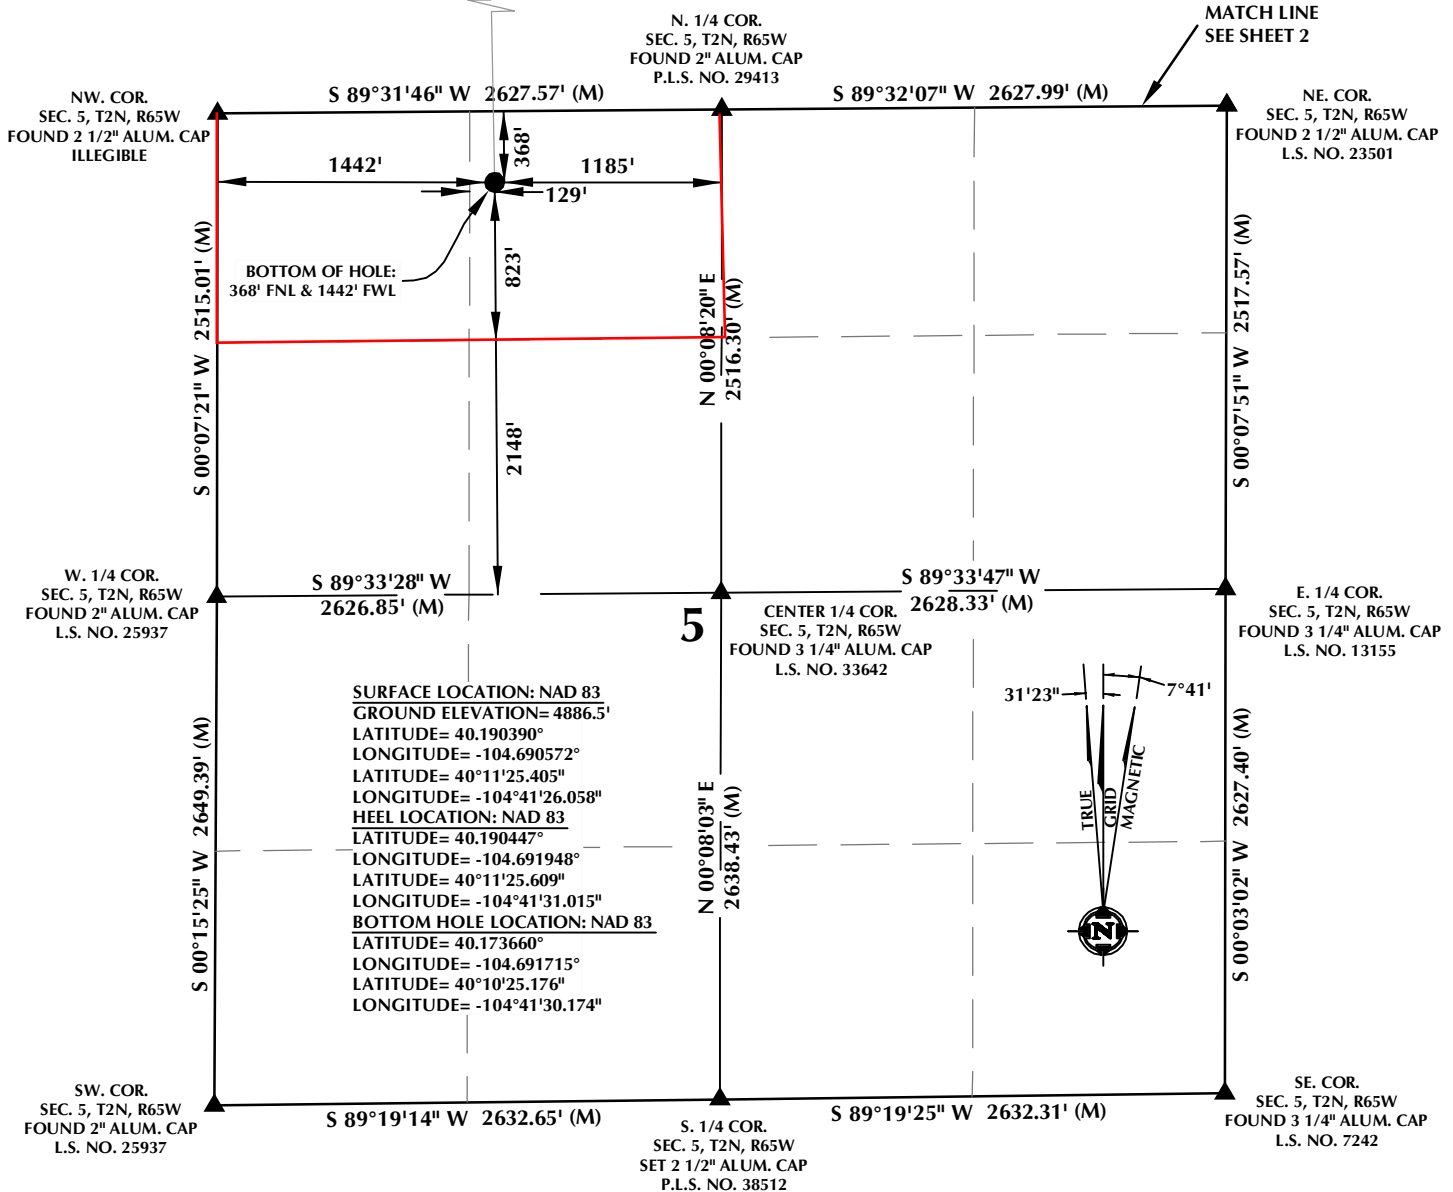 N. 1/4 COR.
SEC. 5, T2N, R65W
FOUND 2" ALUM. CAP
P.L.S. NO. 29413
MATCH LINE
SEE SHEET 2
NW. COR.
SEC. 5, T2N, R65W
FOUND 2 1/2" ALUM. CAP
ILLEGIBLE
S 89°31'46" W 2627.57' (M)
S 89°32'07" W 2627.99' (M)
NE. COR.
SEC. 5, T2N, R65W
FOUND 2 1/2" ALUM. CAP
L.S. NO. 23501
368'
1442'
1185'
129'
BOTTOM OF HOLE:
368' FNL & 1442' FWL
823'
S 00°07'21" W 2515.01' (M)
N 00°08'20" E
2516.30' (M)
S 00°07'51" W 2517.57' (M)
2148'
W. 1/4 COR.
SEC. 5, T2N, R65W
FOUND 2" ALUM. CAP
L.S. NO. 25937
S 89°33'28" W
2626.85' (M)
5
CENTER 1/4 COR.
SEC. 5, T2N, R65W
FOUND 3 1/4" ALUM. CAP
L.S. NO. 33642
S 89°33'47" W
2628.33' (M)
E. 1/4 COR.
SEC. 5, T2N, R65W
FOUND 3 1/4" ALUM. CAP
L.S. NO. 13155
SURFACE LOCATION: NAD 83
GROUND ELEVATION= 4886.5'
LATITUDE= 40.190390°
LONGITUDE= -104.690572°
LATITUDE= 40°11'25.405"
LONGITUDE= -104°41'26.058"
HEEL LOCATION: NAD 83
LATITUDE= 40.190447°
LONGITUDE= -104.691948°
LATITUDE= 40°11'25.609"
LONGITUDE= -104°41'31.015"
BOTTOM HOLE LOCATION: NAD 83
LATITUDE= 40.173660°
LONGITUDE= -104.691715°
LATITUDE= 40°10'25.176"
LONGITUDE= -104°41'30.174"
31'23"
7°41'
TRUE
GRID
MAGNETIC
N
S 00°15'25" W 2649.39' (M)
N 00°08'03" E
2638.43' (M)
S 00°03'02" W 2627.40' (M)
SW. COR.
SEC. 5, T2N, R65W
FOUND 2" ALUM. CAP
L.S. NO. 25937
S 89°19'14" W 2632.65' (M)
S. 1/4 COR.
SEC. 5, T2N, R65W
SET 2 1/2" ALUM. CAP
P.L.S. NO. 38512
S 89°19'25" W 2632.31' (M)
SE. COR.
SEC. 5, T2N, R65W
FOUND 3 1/4" ALUM. CAP
L.S. NO. 7242